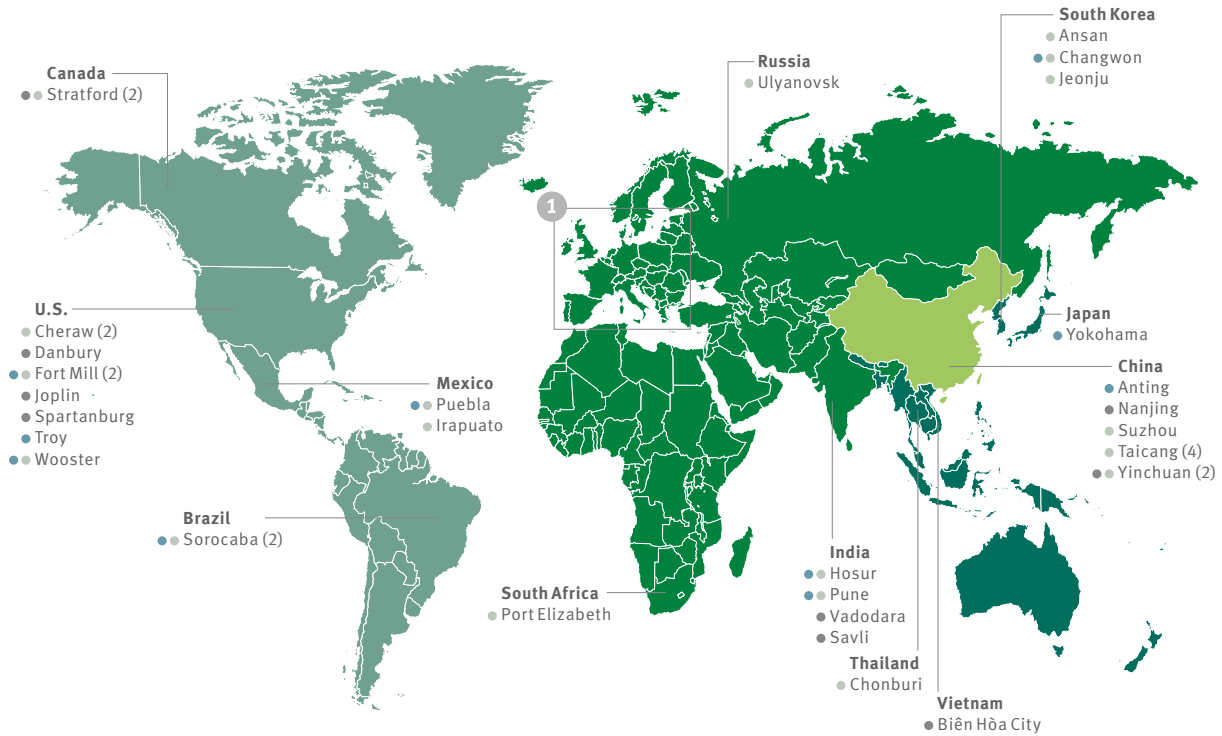 South Korea
Ansan
Changwon
Jeonju
Russia
Ulyanovsk
Canada
Stratford (2)
1
U.S.
Cheraw (2)
Danbury
Fort Mill (2)
Joplin
Spartanburg
Troy
Wooster
Japan
Yokohama
China
Anting
Nanjing
Suzhou
Taicang (4)
Yinchuan (2)
Mexico
Puebla
Irapuato
Brazil
Sorocaba (2)
India
Hosur
Pune
Vadodara
Savli
South Africa
Port Elizabeth
Thailand
Chonburi
Vietnam
Biên Hòa City